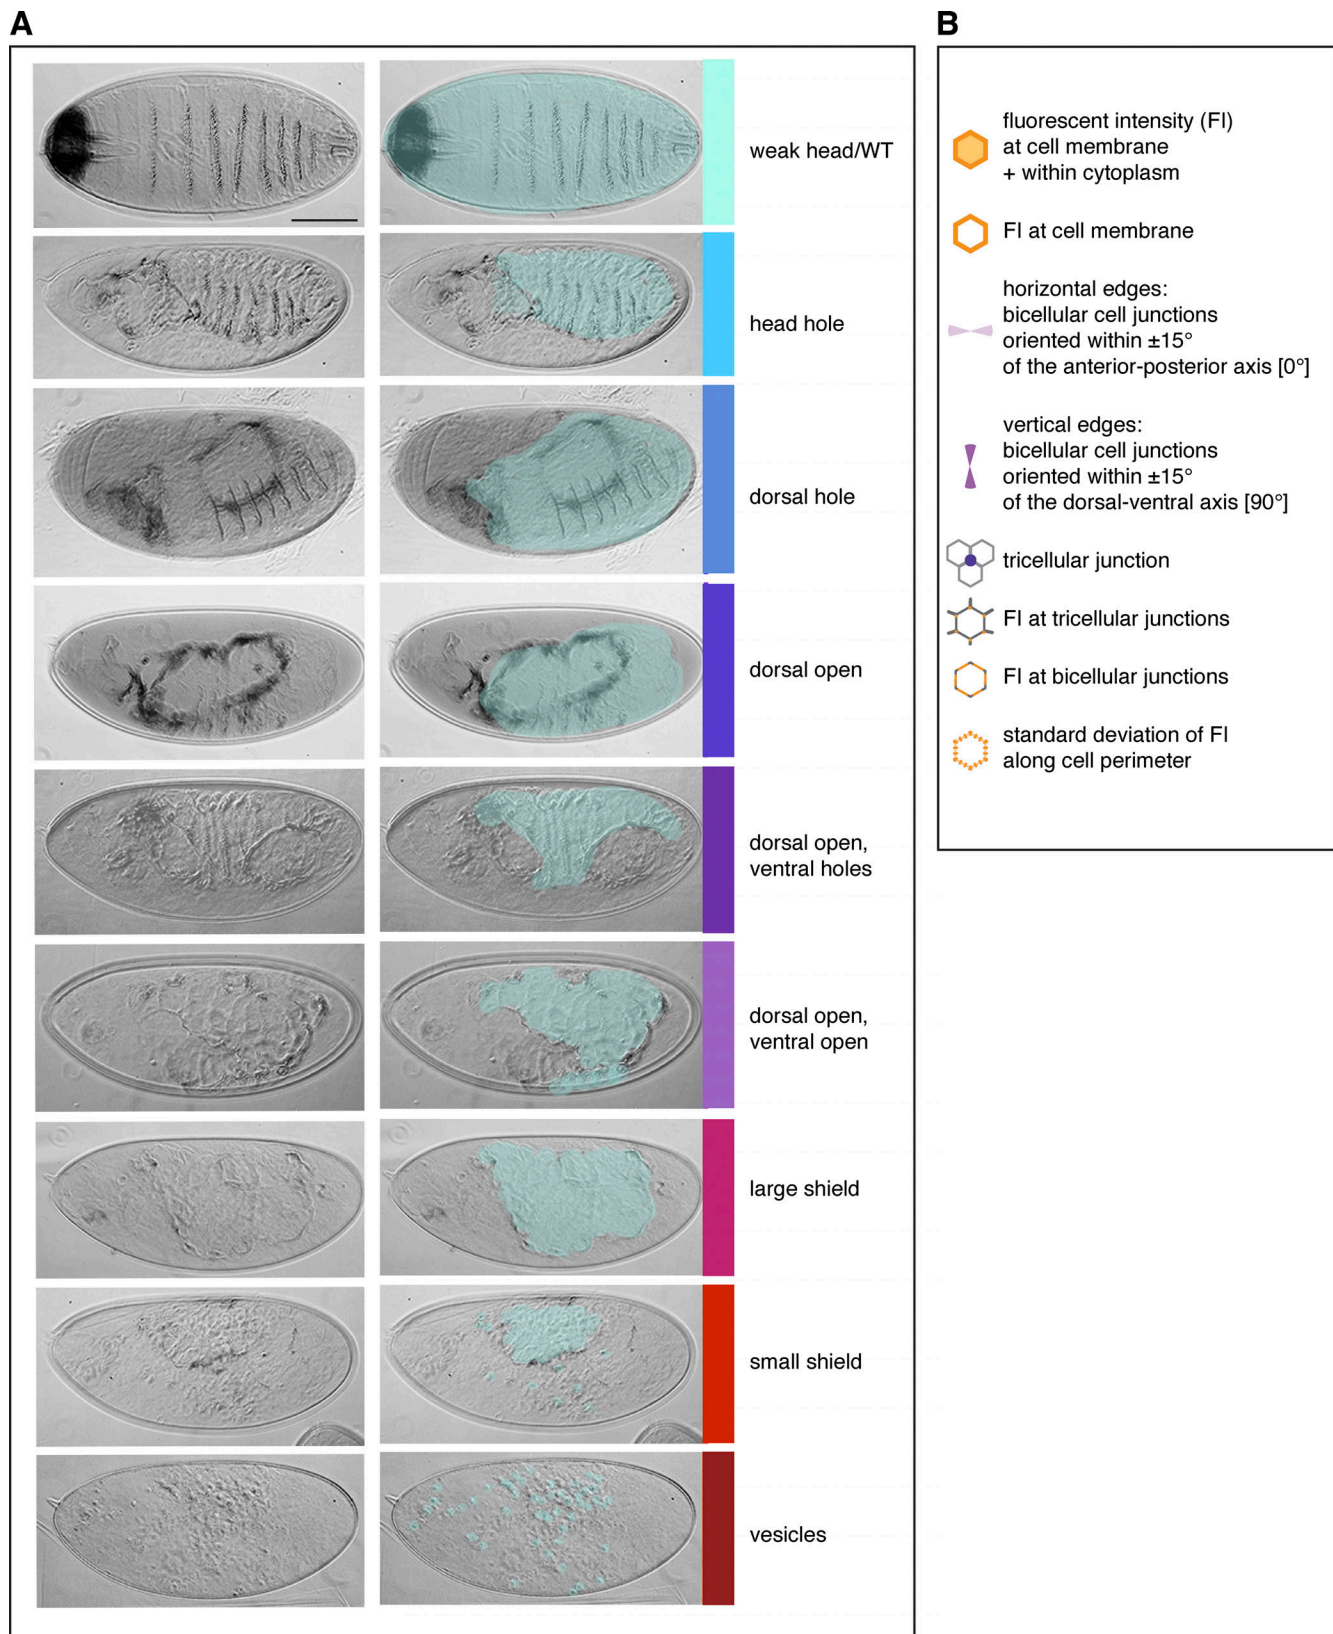 A
weak head/WT
head hole
dorsal hole
dorsal open
dorsal open,
ventral holes
dorsal open,
ventral open
large shield
small shield
vesicles
B
fluorescent intensity (FI)
at cell membrane
+ within cytoplasm
FI at cell membrane
horizontal edges:
bicellular cell junctions
oriented within ±15°
of the anterior-posterior axis [0°]
vertical edges:
bicellular cell junctions
oriented within ±15°
of the dorsal-ventral axis [90°]
tricellular junction
FI at tricellular junctions
FI at bicellular junctions
standard deviation of FI
along cell perimeter